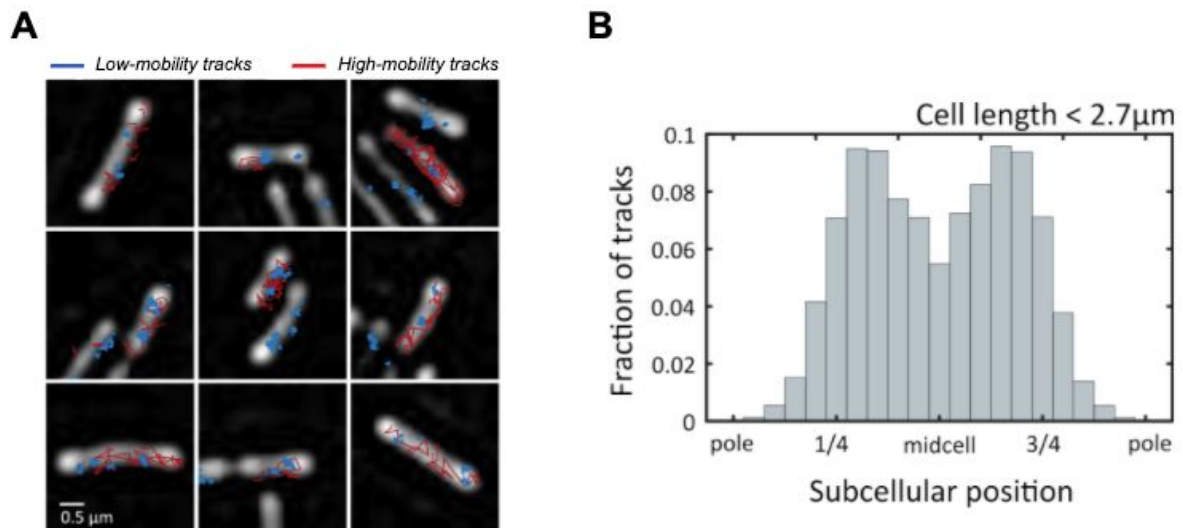 A
Low-mobility tracks High-mobility tracks
0.5 µm
B
Cell length < 2.7µm
Fraction of tracks
0.1
0.08
0.06
0.04
0.02
0
pole 1/4 midcell 3/4 pole
Subcellular position